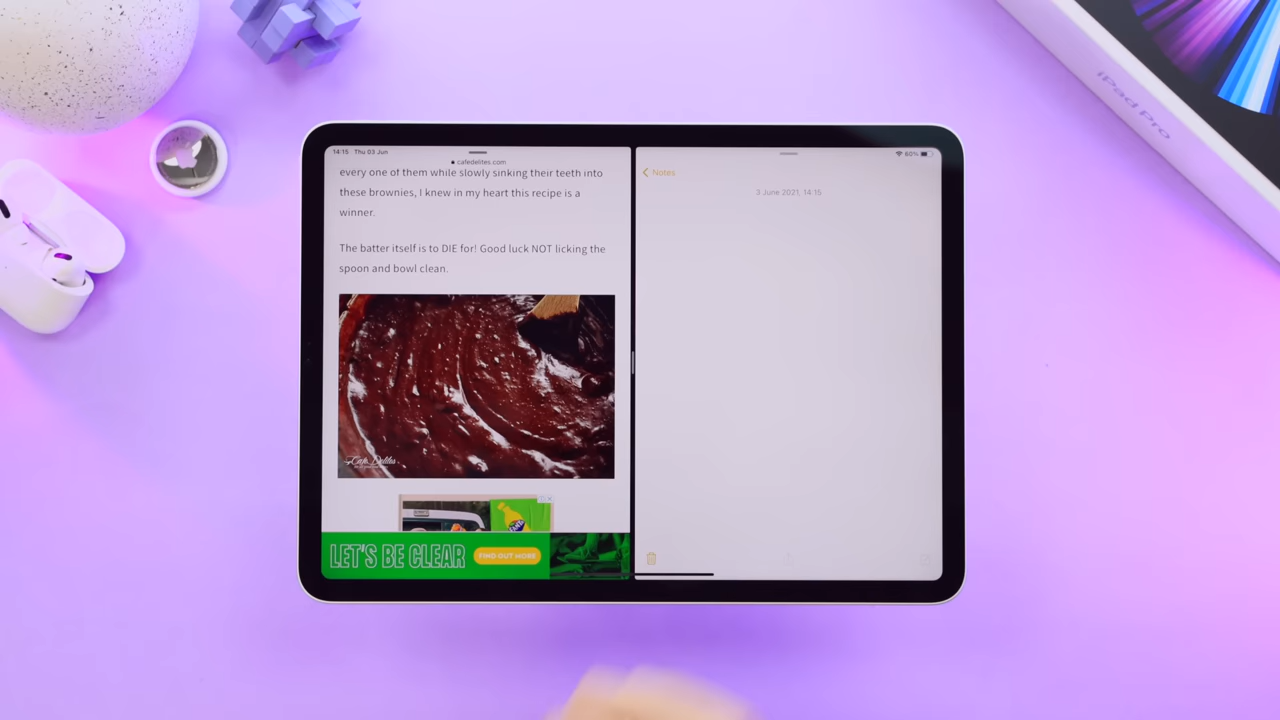 iPad Pro
14:15 Thu 03 Jun
cafedelites.com
every one of them while slowly sinking their teeth into
these brownies, I knew in my heart this recipe is a
winner.
The batter itself is to DIE for! Good luck NOT licking the
spoon and bowl clean.
Cafe Delites
LET'S BE CLEAR
FIND OUT MORE
60%
Notes
3 June 2021, 14:15